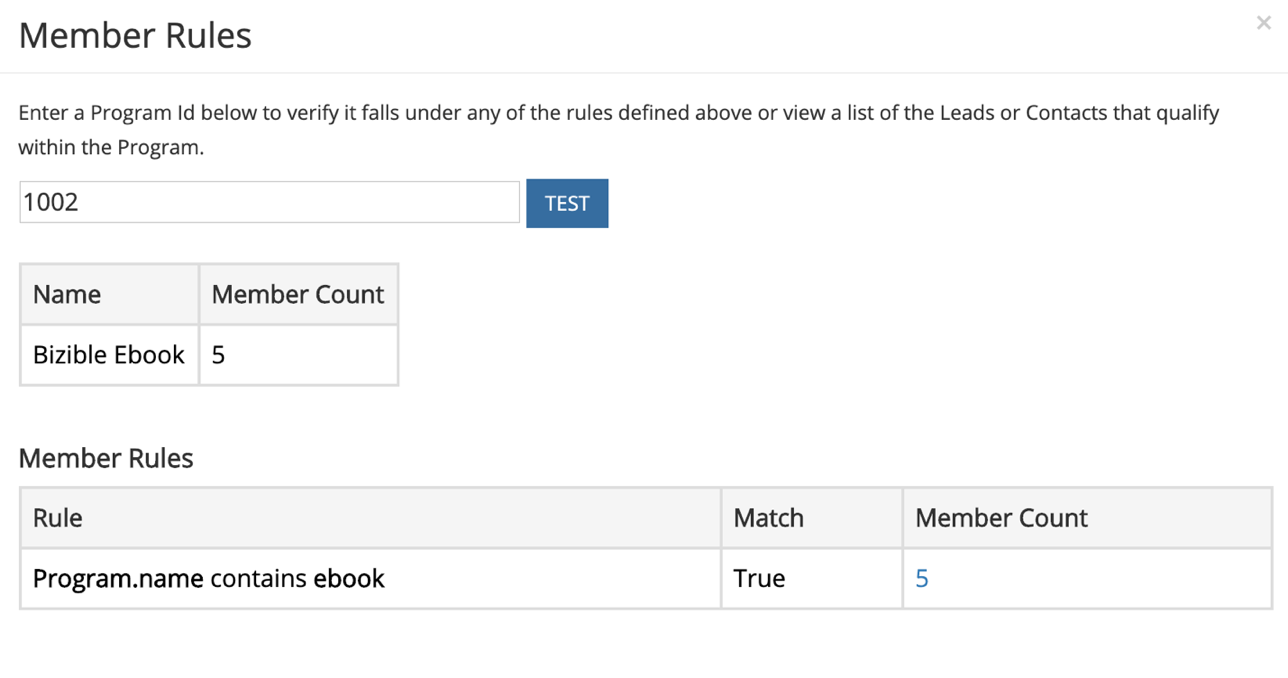 Member Rules
×
Enter a Program Id below to verify it falls under any of the rules defined above or view a list of the Leads or Contacts that qualify
within the Program.
1002 TEST
Name Member Count
Bizible Ebook 5
Member Rules
Rule Match Member Count
Program.name contains ebook True 5